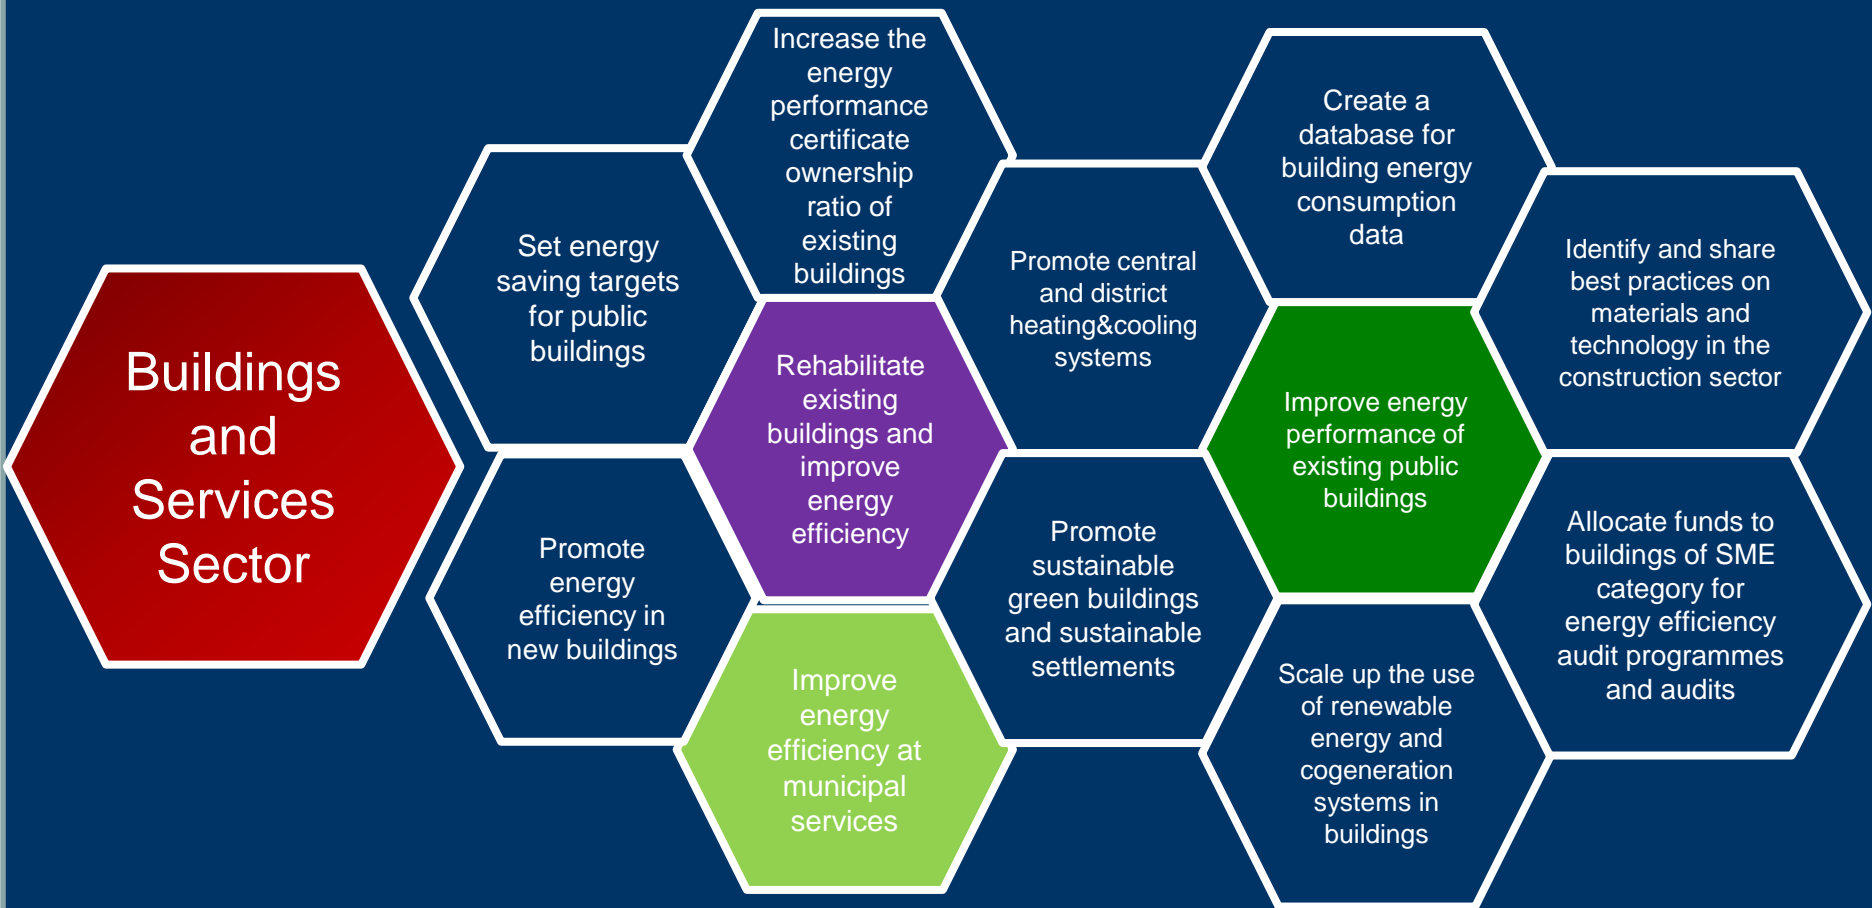 Buildings
and
Services
Sector
Set energy
saving targets
for public
buildings
Promote
energy
efficiency in
new buildings
Increase the
energy
performance
certificate
ownership
ratio of
existing
buildings
Rehabilitate
existing
buildings and
improve
energy
efficiency
Improve
energy
efficiency at
municipal
services
Promote central
and district
heating&cooling
systems
Promote
sustainable
green buildings
and sustainable
settlements
Create a
database for
building energy
consumption
data
Improve energy
performance of
existing public
buildings
Scale up the use
of renewable
energy and
cogeneration
systems in
buildings
Identify and share
best practices on
materials and
technology in the
construction sector
Allocate funds to
buildings of SME
category for
energy efficiency
audit programmes
and audits